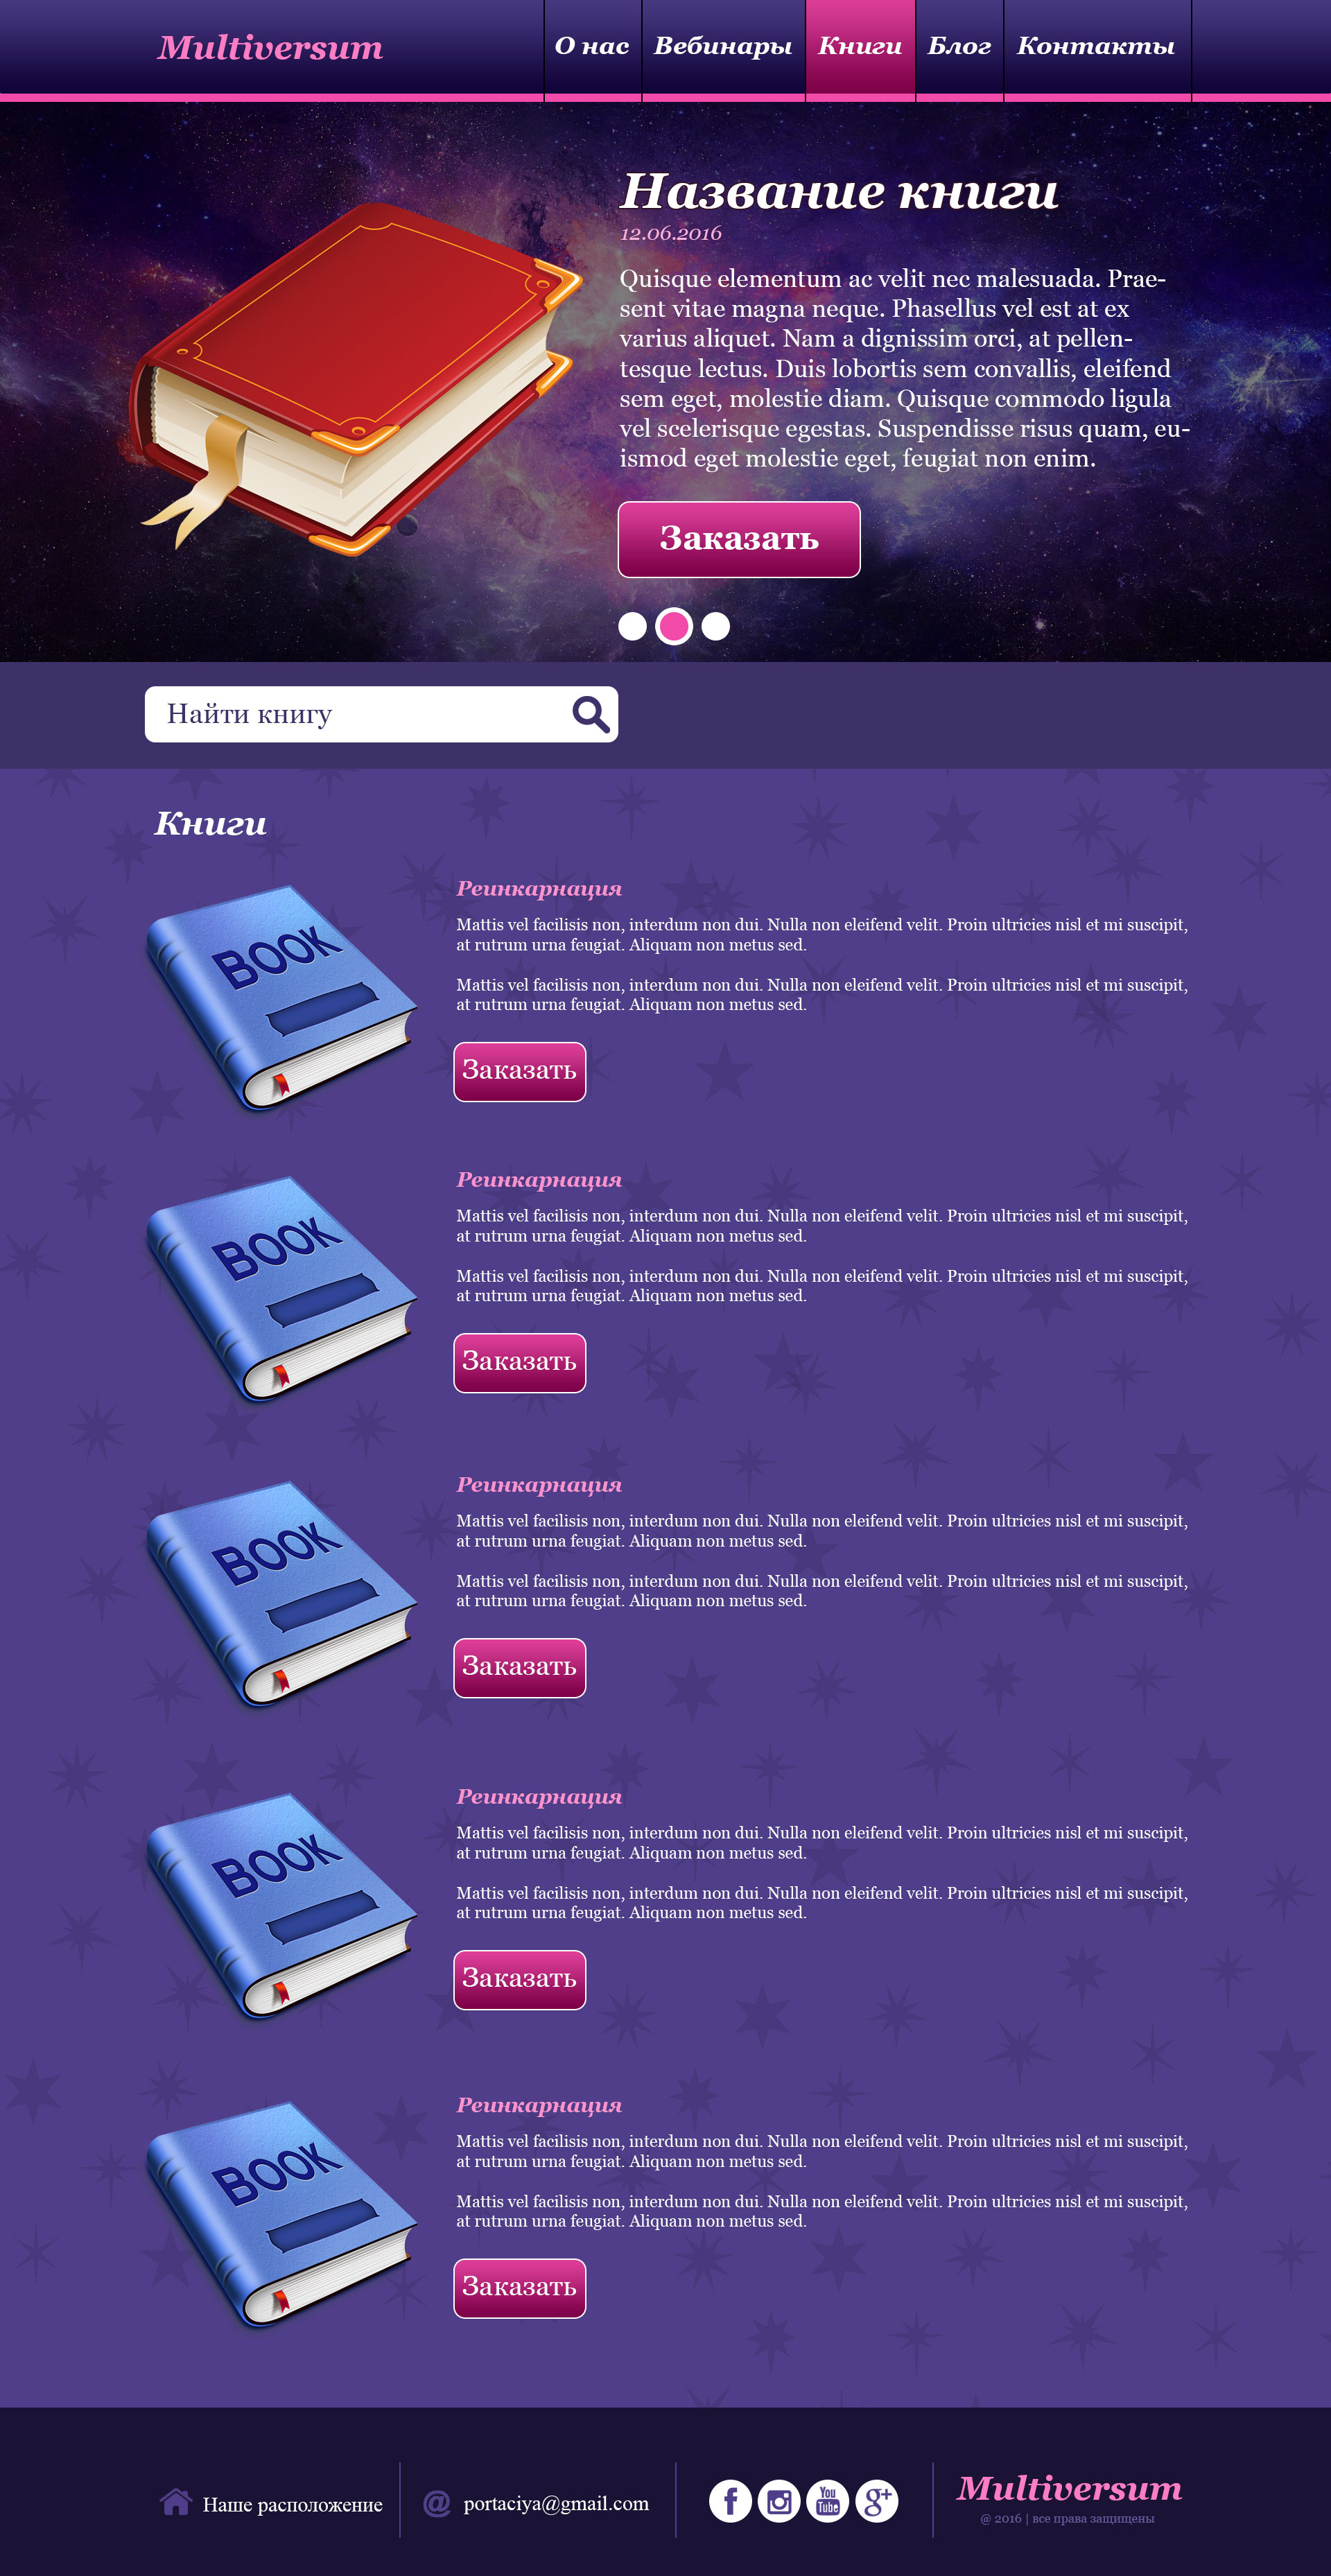 Multiversum
О нас Вебинары Книги Блог Контакты
Название книги
12.06.2016
Quisque elementum ac velit nec malesuada. Prae-
sent vitae magna neque. Phasellus vel est at ex
varius aliquet. Nam a dignissim orci, at pellen-
tesque lectus. Duis lobortis sem convallis, eleifend
sem eget, molestie diam. Quisque commodo ligula
vel scelerisque egestas. Suspendisse risus quam, eu-
ismod eget molestie eget, feugiat non enim.
Заказать
Найти книгу
Книги
BOOK
Реинкарнация
Mattis vel facilisis non, interdum non dui. Nulla non eleifend velit. Proin ultricies nisl et mi suscipit,
at rutrum urna feugiat. Aliquam non metus sed.
Mattis vel facilisis non, interdum non dui. Nulla non eleifend velit. Proin ultricies nisl et mi suscipit,
at rutrum urna feugiat. Aliquam non metus sed.
Заказать
BOOK
Реинкарнация
Mattis vel facilisis non, interdum non dui. Nulla non eleifend velit. Proin ultricies nisl et mi suscipit,
at rutrum urna feugiat. Aliquam non metus sed.
Mattis vel facilisis non, interdum non dui. Nulla non eleifend velit. Proin ultricies nisl et mi suscipit,
at rutrum urna feugiat. Aliquam non metus sed.
Заказать
BOOK
Реинкарнация
Mattis vel facilisis non, interdum non dui. Nulla non eleifend velit. Proin ultricies nisl et mi suscipit,
at rutrum urna feugiat. Aliquam non metus sed.
Mattis vel facilisis non, interdum non dui. Nulla non eleifend velit. Proin ultricies nisl et mi suscipit,
at rutrum urna feugiat. Aliquam non metus sed.
Заказать
BOOK
Реинкарнация
Mattis vel facilisis non, interdum non dui. Nulla non eleifend velit. Proin ultricies nisl et mi suscipit,
at rutrum urna feugiat. Aliquam non metus sed.
Mattis vel facilisis non, interdum non dui. Nulla non eleifend velit. Proin ultricies nisl et mi suscipit,
at rutrum urna feugiat. Aliquam non metus sed.
Заказать
BOOK
Реинкарнация
Mattis vel facilisis non, interdum non dui. Nulla non eleifend velit. Proin ultricies nisl et mi suscipit,
at rutrum urna feugiat. Aliquam non metus sed.
Mattis vel facilisis non, interdum non dui. Nulla non eleifend velit. Proin ultricies nisl et mi suscipit,
at rutrum urna feugiat. Aliquam non metus sed.
Заказать
Наше расположение
@ portaciya@gmail.com
f
You
Tube
g+
Multiversum
@ 2016 | все права защищены